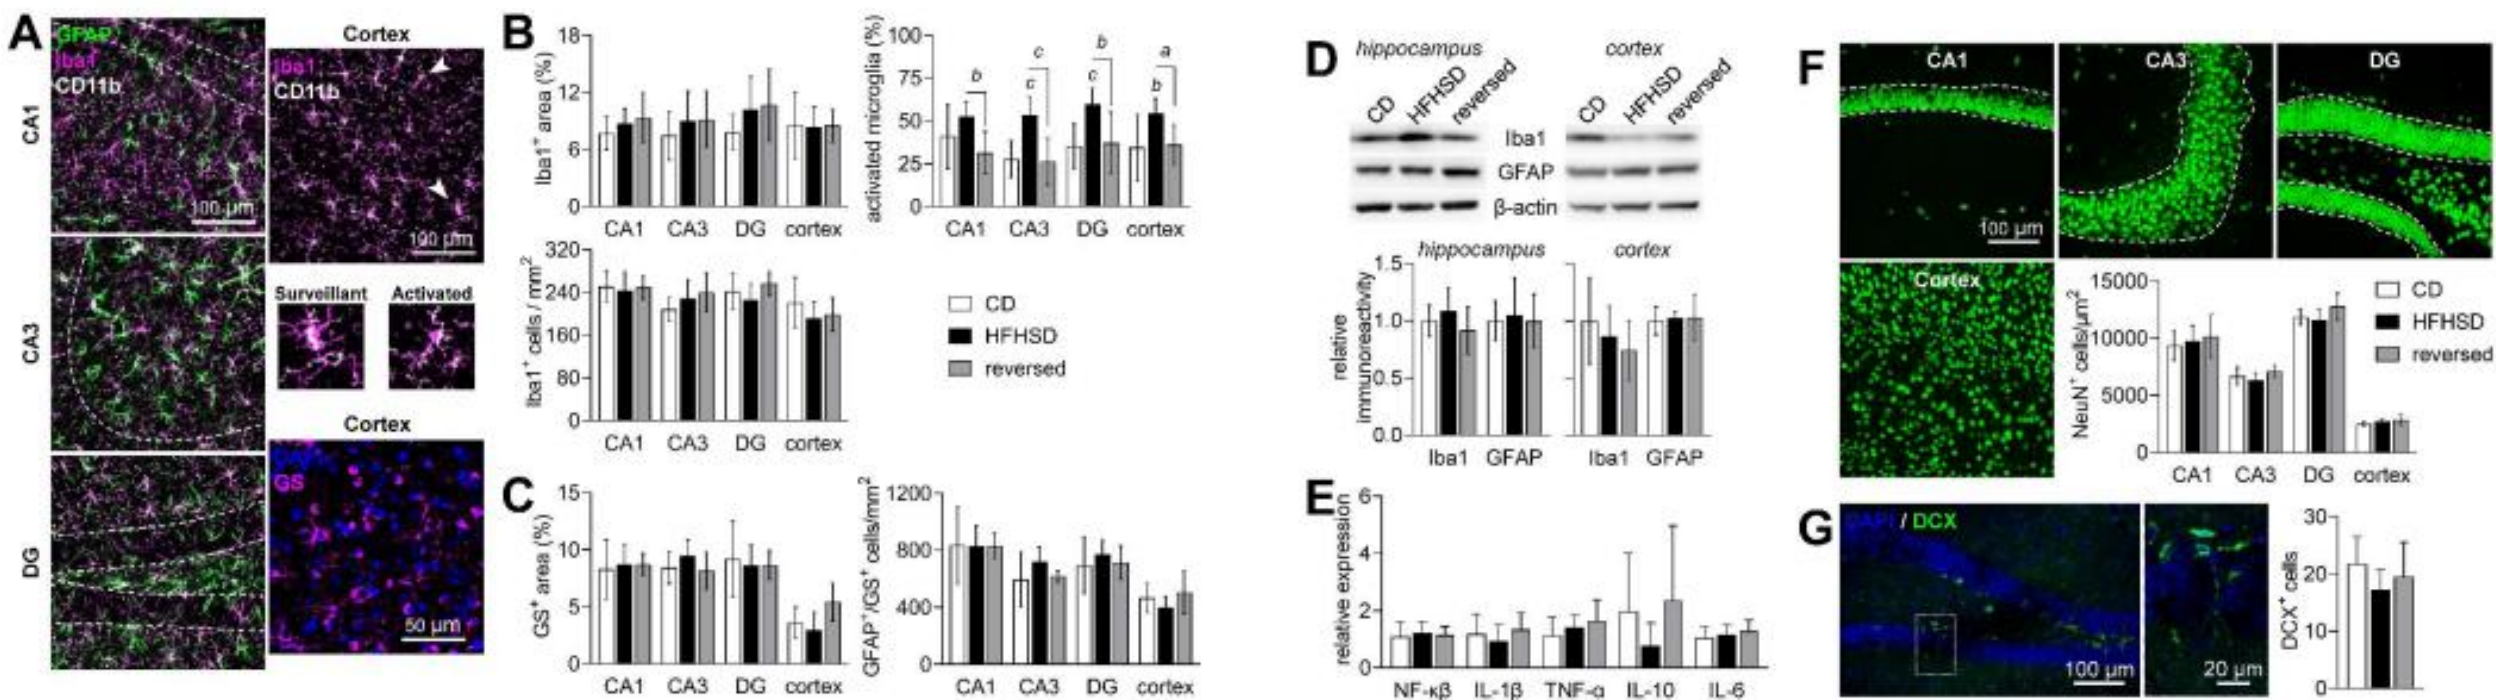 A
GFAP
Iba1
CD11b
CA1
100 µm
CA3
DG
Cortex
Iba1
CD11b
100 µm
Surveillant Activated
Cortex
GS
50 µm
B
Iba1+ area (%)
18
12
6
0
CA1 CA3 DG cortex
activated microglia (%)
100
75
50
25
0
b c c b c a b
CA1 CA3 DG cortex
Iba1+ cells / mm2
320
240
160
80
0
CA1 CA3 DG cortex
CD
HFHSD
reversed
C
GS+ area (%)
15
10
5
0
CA1 CA3 DG cortex
GFAP+/GS+ cells/mm2
1200
800
400
0
CA1 CA3 DG cortex
D
hippocampus cortex
CD HFHSD reversed CD HFHSD reversed
Iba1
GFAP
β-actin
hippocampus cortex
relative
immunoreactivity
1.5
1.0
0.5
0.0
Iba1 GFAP Iba1 GFAP
E
relative expression
6
4
2
0
NF-κβ IL-1β TNF-α IL-10 IL-6
F
CA1 CA3 DG
100 µm
Cortex
NeuN+ cells/µm2
15000
10000
5000
0
CA1 CA3 DG cortex
CD
HFHSD
reversed
G
DAPI / DCX
100 µm
20 µm
DCX+ cells
30
20
10
0